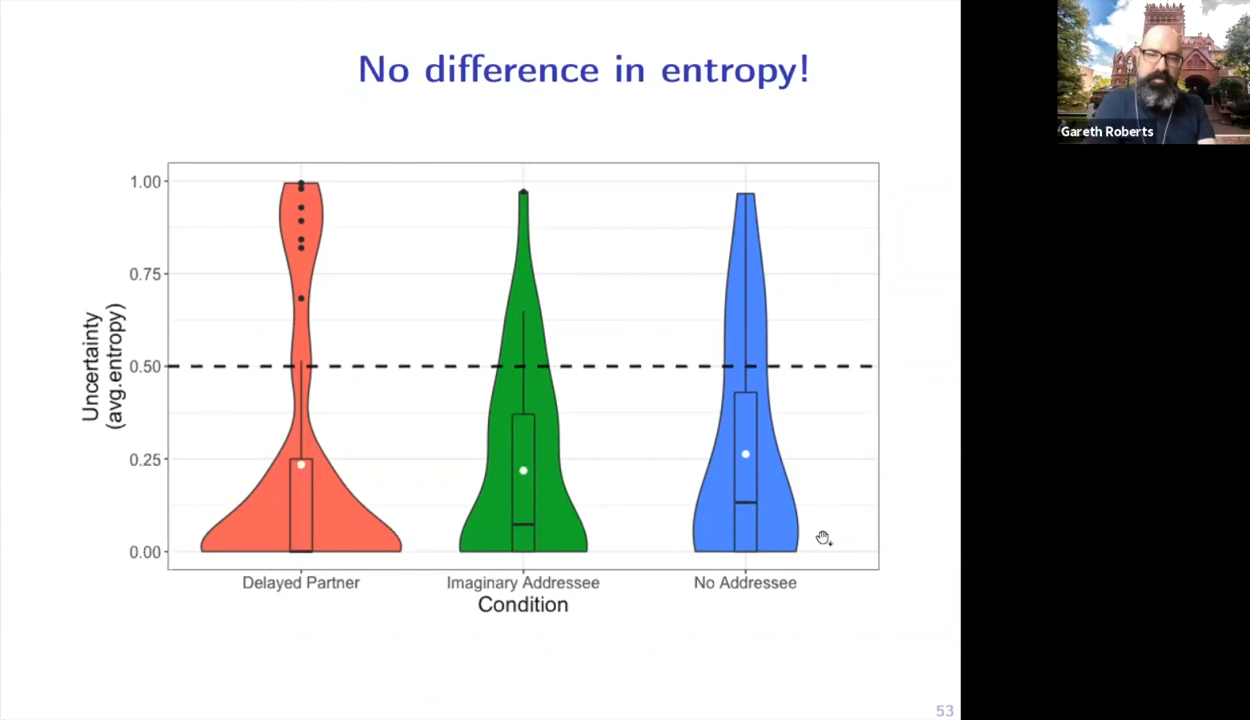 No difference in entropy!
Gareth Roberts
1.00
0.75
0.50
0.25
0.00
Uncertainty
(avg.entropy)
Delayed Partner
Imaginary Addressee
No Addressee
Condition
53